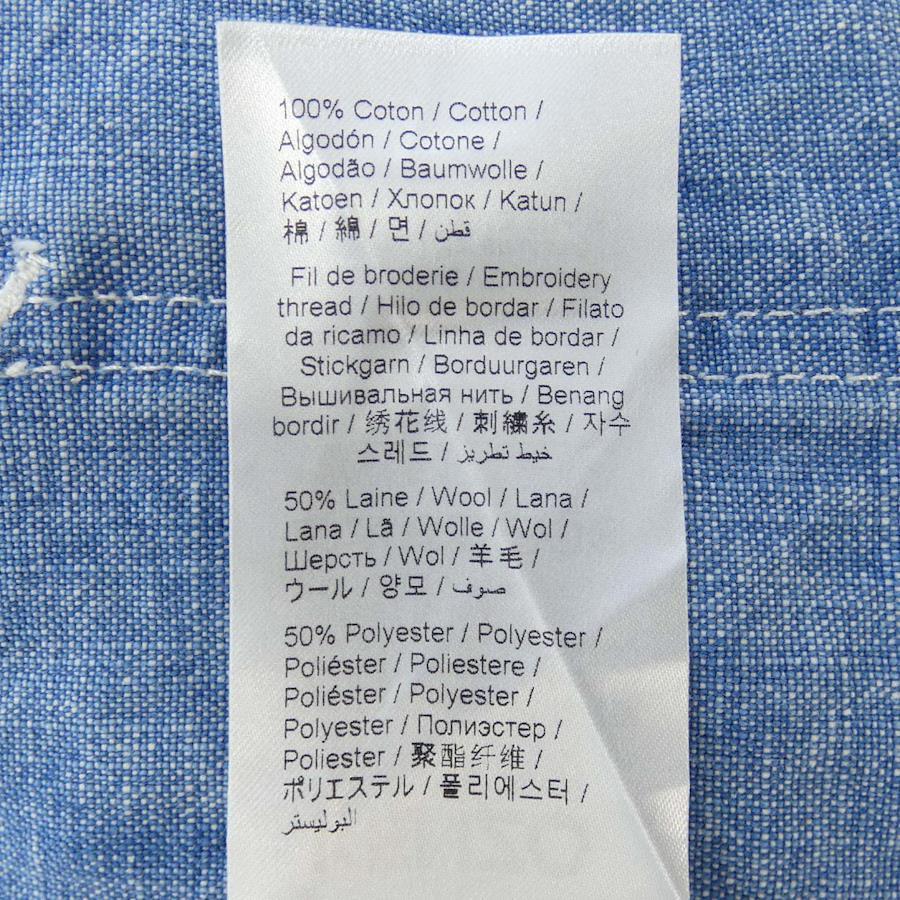 100% Coton / Cotton /
Algodón / Cotone /
Algodão / Baumwolle /
Katoen / Хлопок / Katun /
棉 / 綿 / 면 / قطن
Fil de broderie / Embroidery
thread / Hilo de bordar / Filato
da ricamo / Linha de bordar /
Stickgarn / Borduurgaren /
Вышивальная нить / Benang
bordir / 绣花线 / 刺繍糸 / 자수
스레드 / خيط تطريز
50% Laine / Wool / Lana /
Lana / Lã / Wolle / Wol /
Шерсть / Wol / 羊毛 /
ウール / 양모 / صوف
50% Polyester / Polyester /
Poliéster / Poliestere /
Poliéster / Polyester /
Polyester / Полиэстер /
Poliester / 聚酯纤维 /
ポリエステル / 폴리에스터 /
البوليستر